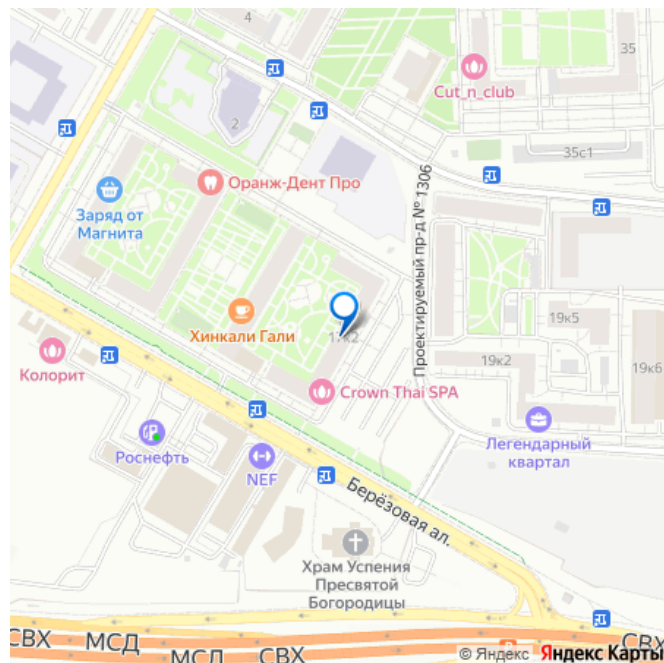 4
35
Cut_n_club
2
35с1
Оранж-Дент Про
Заряд от
Магнита
Проектируемый пр-д № 1306
Хинкали Гали
17к2
19к5
19к2
19к6
Колорит
Crown Thai SPA
Легендарный
квартал
Роснефть
NEF
Берёзовая ал.
Храм Успения
Пресвятой
Богородицы
СВХ
МСД
МСД
СВХ
СВХ
© Яндекс Яндекс Карты